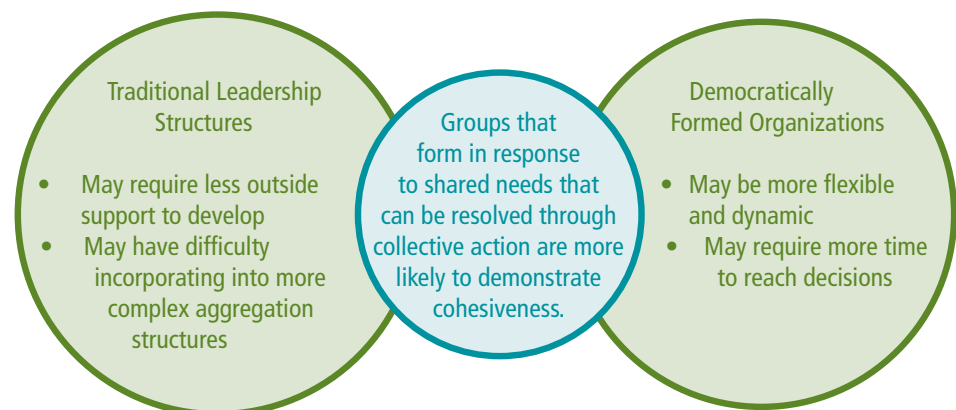 Traditional Leadership
Structures
• May require less outside
support to develop
• May have difficulty
incorporating into more
complex aggregation
structures
Groups that
form in response
to shared needs that
can be resolved through
collective action are more
likely to demonstrate
cohesiveness.
Democratically
Formed Organizations
• May be more flexible
and dynamic
• May require more time
to reach decisions